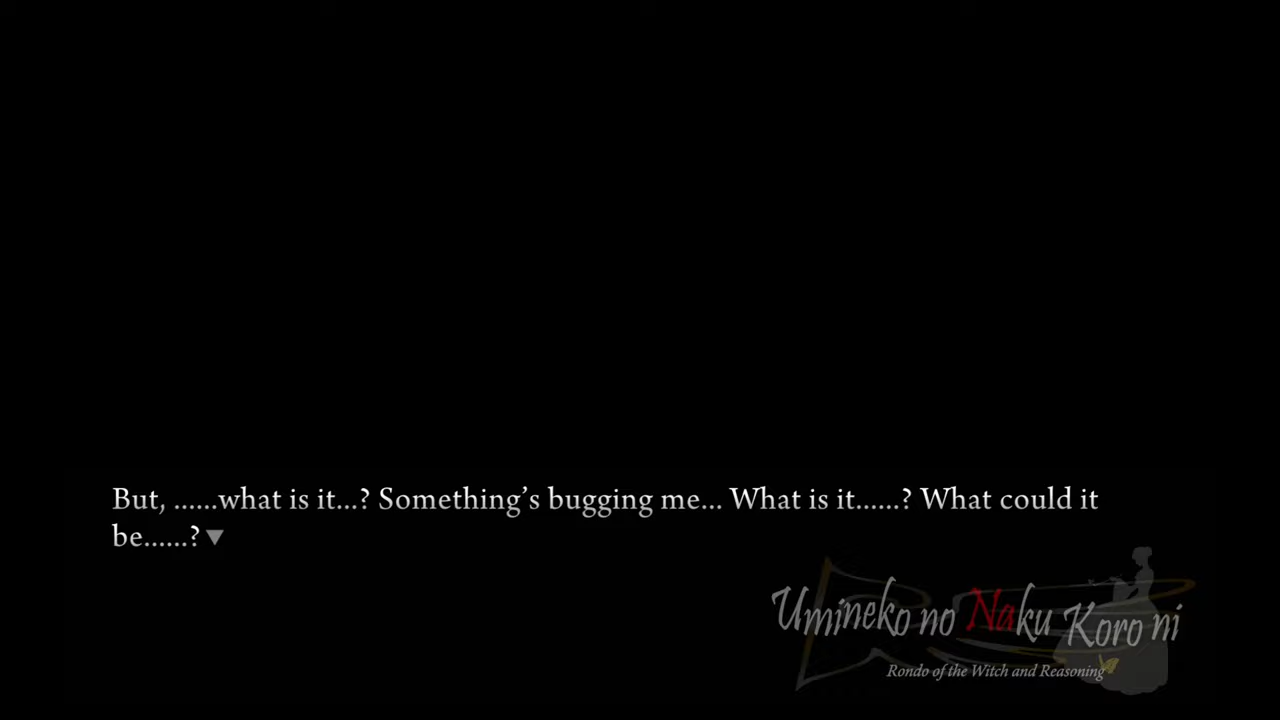 But, ......what is it...? Something’s bugging me... What is it......? What could it
be......?
Umineko no Naku Koro ni
Rondo of the Witch and Reasoning